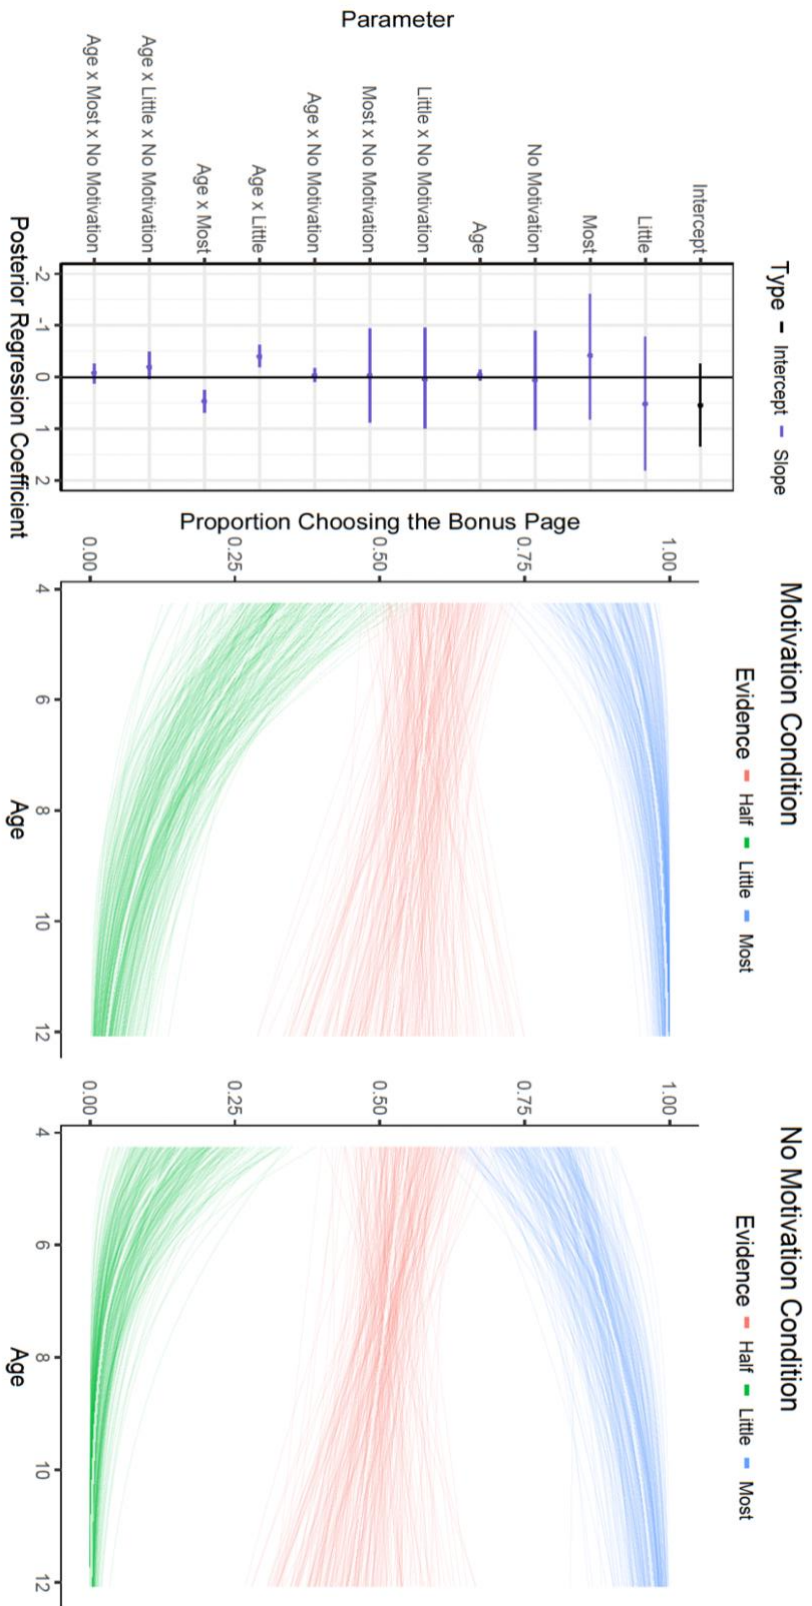 Type Intercept Slope
Parameter
Intercept
Little
Most
No Motivation
Age
Little x No Motivation
Most x No Motivation
Age x No Motivation
Age x Little
Age x Most
Age x Little x No Motivation
Age x Most x No Motivation
-2 -1 0 1 2
Posterior Regression Coefficient
Motivation Condition
Evidence Half Little Most
Proportion Choosing the Bonus Page
1.00
0.75
0.50
0.25
0.00
4 6 8 10 12
Age
No Motivation Condition
Evidence Half Little Most
1.00
0.75
0.50
0.25
0.00
4 6 8 10 12
Age